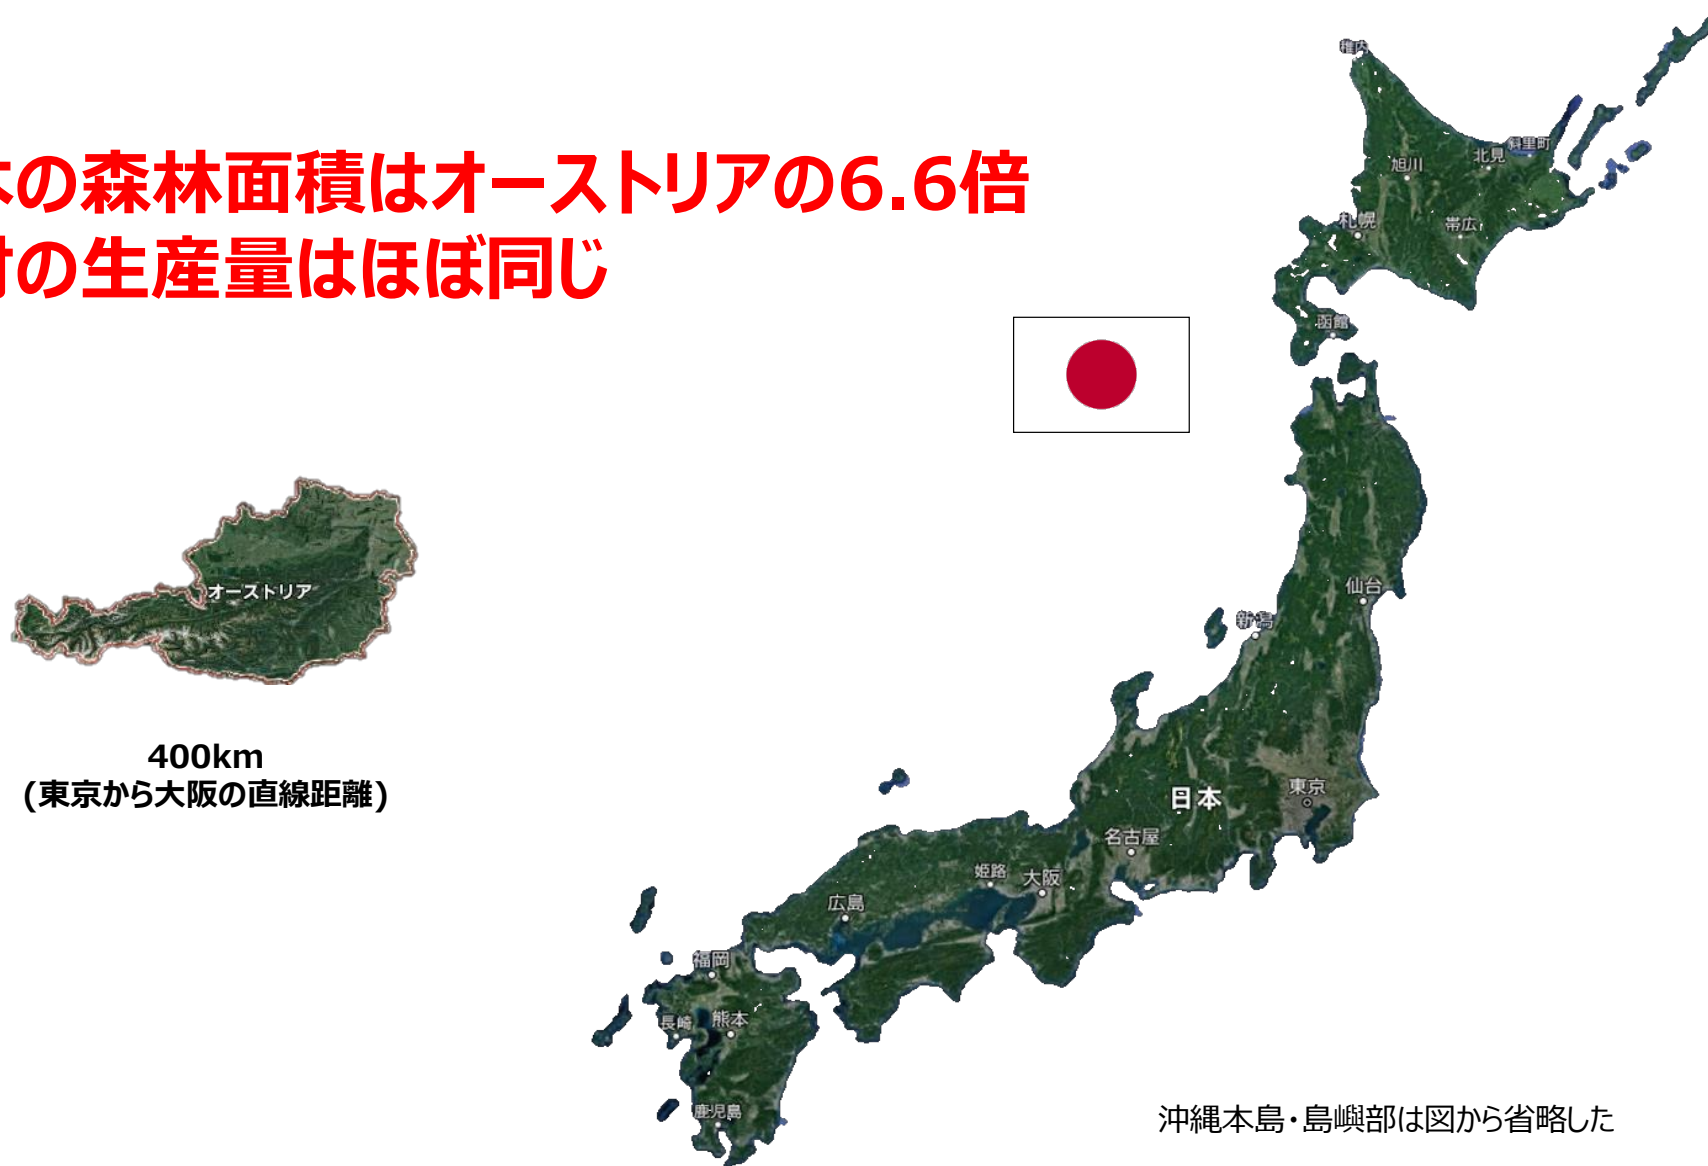 の森林面積はオーストリアの6.6倍
の生産量はほぼ同じ
稚内
斜里町
北見
旭川
札幌
帯広
函館
オーストリア
仙台
新潟
400km
(東京から大阪の直線距離)
日本
東京
名古屋
姫路
大阪
広島
福岡
長崎
熊本
鹿児島
沖縄本島・島嶼部は図から省略した